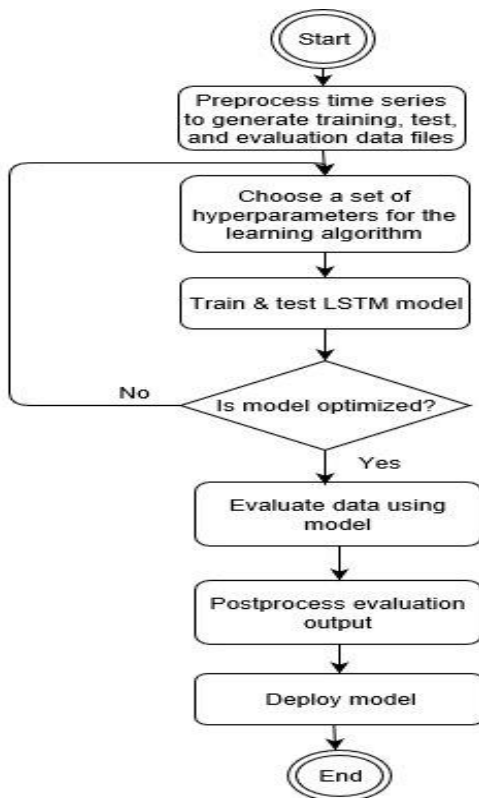 Start
Preprocess time series
to generate training, test,
and evaluation data files
Choose a set of
hyperparameters for the
learning algorithm
Train & test LSTM model
No
Is model optimized?
Yes
Evaluate data using
model
Postprocess evaluation
output
Deploy model
End